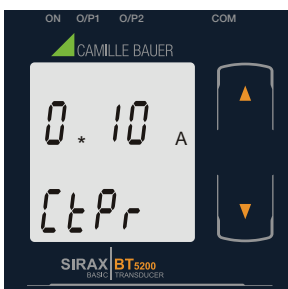 ON O/P1 O/P2 COM
CAMILLE BAUER
0.* 10 A
CtPr
SIRAX BT5200
BASIC TRANSDUCER